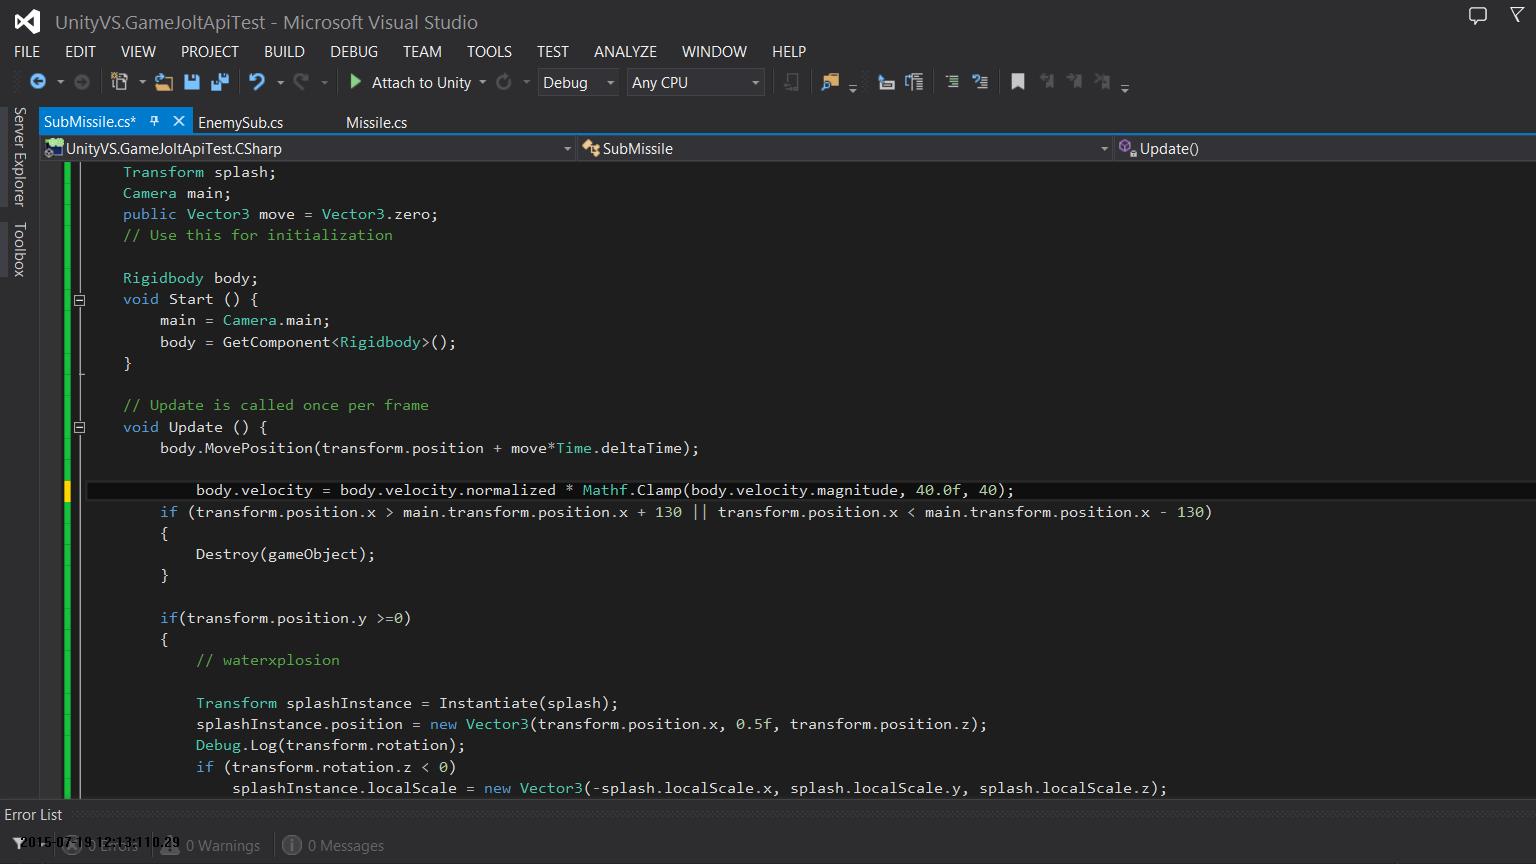 UnityVS.GameJoltApiTest - Microsoft Visual Studio
FILE EDIT VIEW PROJECT BUILD DEBUG TEAM TOOLS TEST ANALYZE WINDOW HELP
Attach to Unity Debug Any CPU
Server Explorer
Toolbox
SubMissile.cs* EnemySub.cs Missile.cs
UnityVS.GameJoltApiTest.CSharp SubMissile Update()
Transform splash;
Camera main;
public Vector3 move = Vector3.zero;
// Use this for initialization
Rigidbody body;
void Start () {
main = Camera.main;
body = GetComponent<Rigidbody>();
}
// Update is called once per frame
void Update () {
body.MovePosition(transform.position + move*Time.deltaTime);
body.velocity = body.velocity.normalized * Mathf.Clamp(body.velocity.magnitude, 40.0f, 40);
if (transform.position.x > main.transform.position.x + 130 || transform.position.x < main.transform.position.x - 130)
{
Destroy(gameObject);
}
if(transform.position.y >=0)
{
// waterxplosion
Transform splashInstance = Instantiate(splash);
splashInstance.position = new Vector3(transform.position.x, 0.5f, transform.position.z);
Debug.Log(transform.rotation);
if (transform.rotation.z < 0)
splashInstance.localScale = new Vector3(-splash.localScale.x, splash.localScale.y, splash.localScale.z);
Error List
0 Errors 0 Warnings 0 Messages